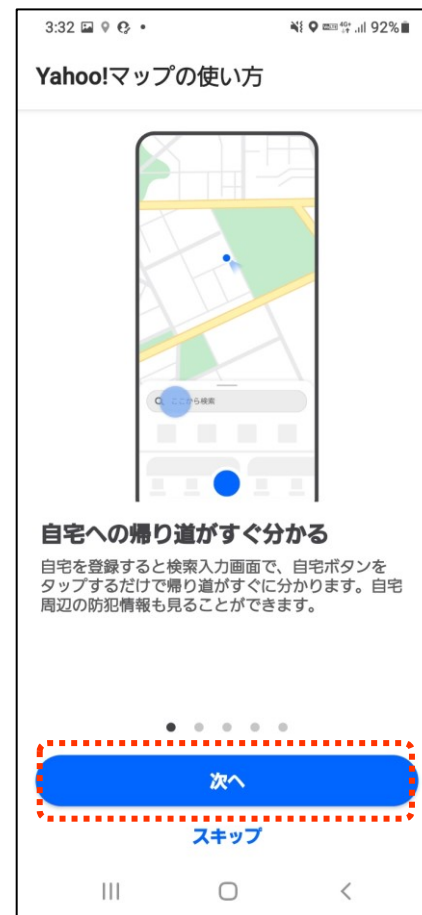 3:32 92%
Yahoo!マップの使い方
ここから検索
自宅への帰り道がすぐ分かる
自宅を登録すると検索入力画面で、自宅ボタンを
タップするだけで帰り道がすぐに分かります。自宅
周辺の防犯情報も見ることができます。
次へ
スキップ